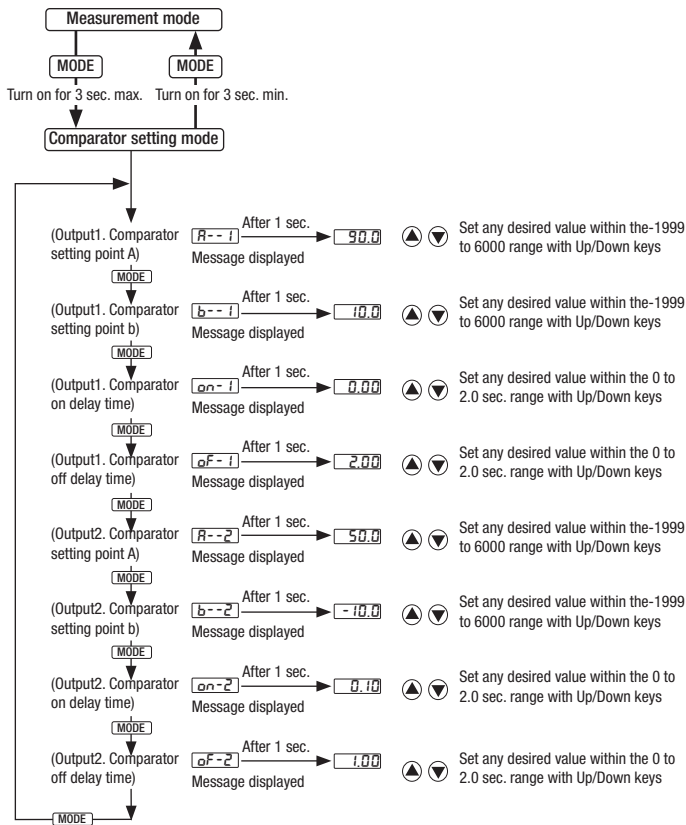 Measurement mode
MODE MODE
Turn on for 3 sec. max. Turn on for 3 sec. min.
Comparator setting mode
(Output1. Comparator setting point A)
A--1
After 1 sec.
Message displayed
90.0
Set any desired value within the-1999
to 6000 range with Up/Down keys
MODE
(Output1. Comparator setting point b)
b--1
After 1 sec.
Message displayed
10.0
Set any desired value within the-1999
to 6000 range with Up/Down keys
MODE
(Output1. Comparator
on delay time)
on-1
After 1 sec.
Message displayed
0.00
Set any desired value within the 0 to
2.0 sec. range with Up/Down keys
MODE
(Output1. Comparator
off delay time)
oF-1
After 1 sec.
Message displayed
2.00
Set any desired value within the 0 to
2.0 sec. range with Up/Down keys
MODE
(Output2. Comparator
setting point A)
A--2
After 1 sec.
Message displayed
50.0
Set any desired value within the-1999
to 6000 range with Up/Down keys
MODE
(Output2. Comparator
setting point b)
b--2
After 1 sec.
Message displayed
-10.0
Set any desired value within the-1999
to 6000 range with Up/Down keys
MODE
(Output2. Comparator
on delay time)
on-2
After 1 sec.
Message displayed
0.10
Set any desired value within the 0 to
2.0 sec. range with Up/Down keys
MODE
(Output2. Comparator
off delay time)
oF-2
After 1 sec.
Message displayed
1.00
Set any desired value within the 0 to
2.0 sec. range with Up/Down keys
MODE